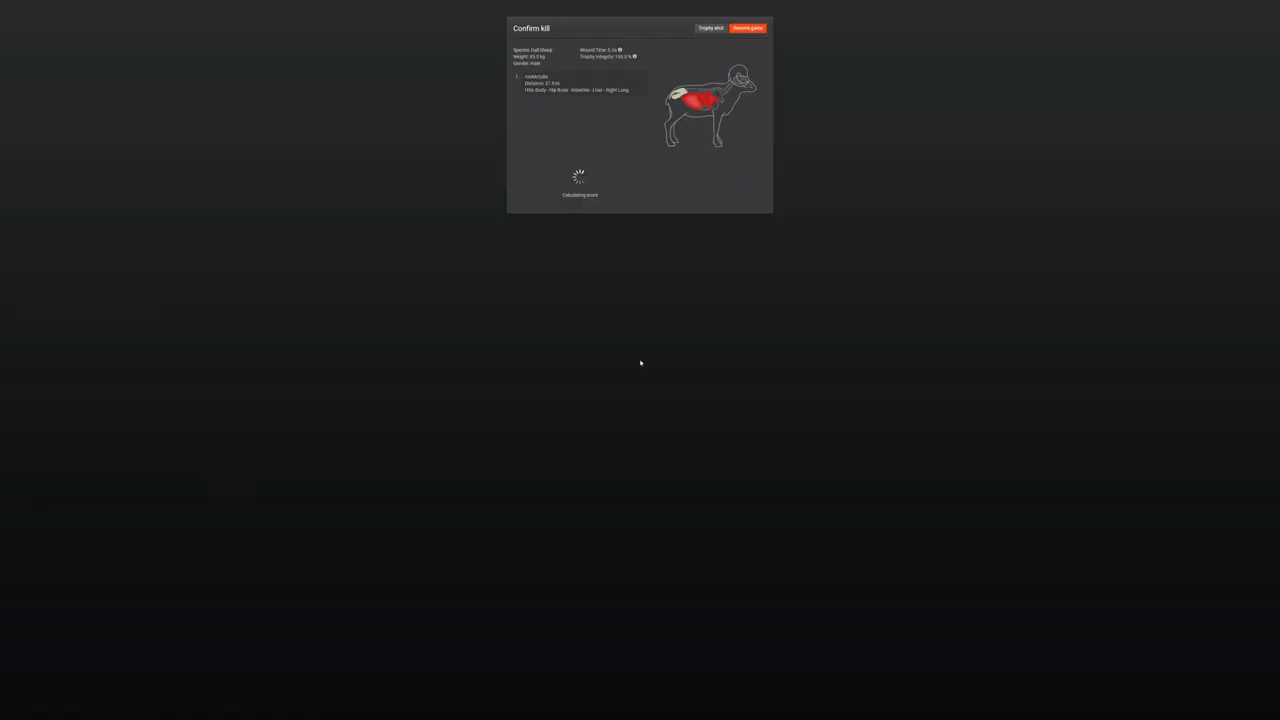 Confirm kill
Trophy shot
Resume game
Species: Dall Sheep
Weight: 85.0 kg
Gender: male
Wound Time: 0.0s
Trophy Integrity: 100.0 %
1
Distance: 37.9 m
Hits: Body - Hip Bone - Intestine - Liver - Right Lung
Calculating score